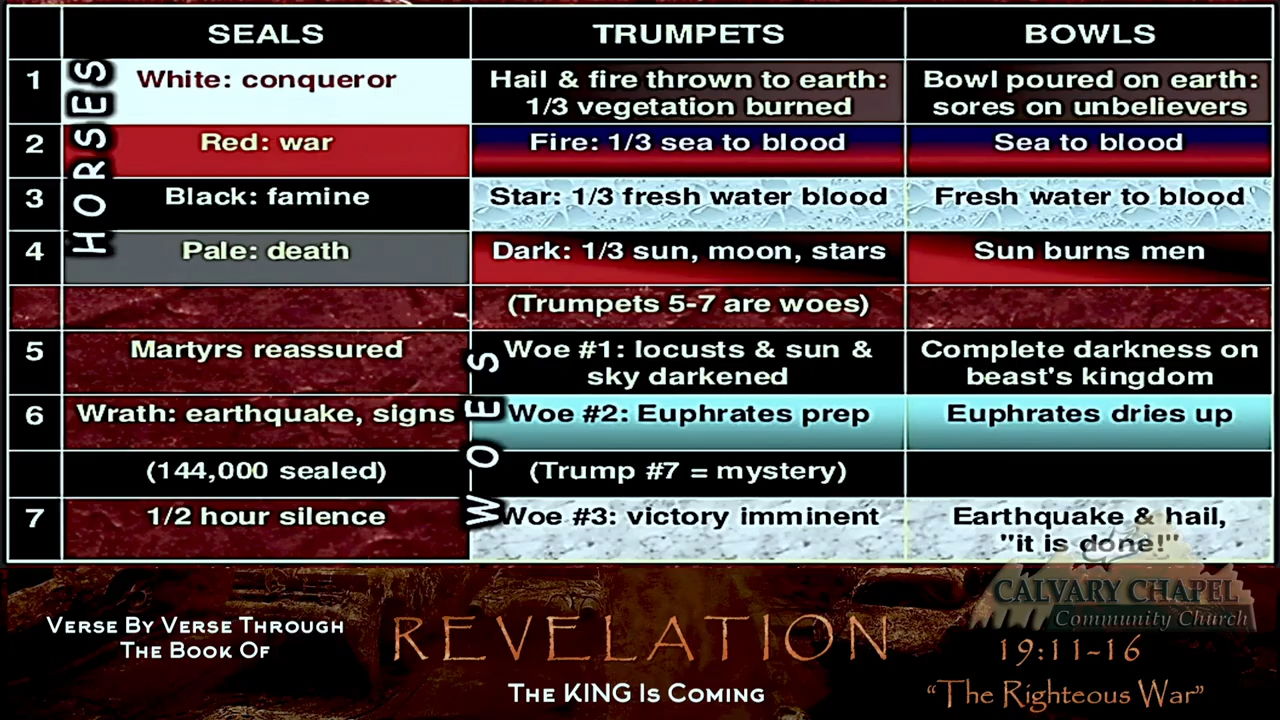 SEALS TRUMPETS BOWLS
HORSES
1 White: conqueror Hail & fire thrown to earth: Bowl poured on earth:
1/3 vegetation burned sores on unbelievers
2 Red: war Fire: 1/3 sea to blood Sea to blood
3 Black: famine Star: 1/3 fresh water blood Fresh water to blood
4 Pale: death Dark: 1/3 sun, moon, stars Sun burns men
(Trumpets 5-7 are woes)
WOES
5 Martyrs reassured Woe #1: locusts & sun & Complete darkness on
sky darkened beast's kingdom
6 Wrath: earthquake, signs Woe #2: Euphrates prep Euphrates dries up
(144,000 sealed) (Trump #7 = mystery)
7 1/2 hour silence Woe #3: victory imminent Earthquake & hail,
"it is done!"
CALVARY CHAPEL
Community Church
VERSE BY VERSE THROUGH
THE BOOK OF
REVELATION
19:11-16
THE KING IS COMING
“The Righteous War”